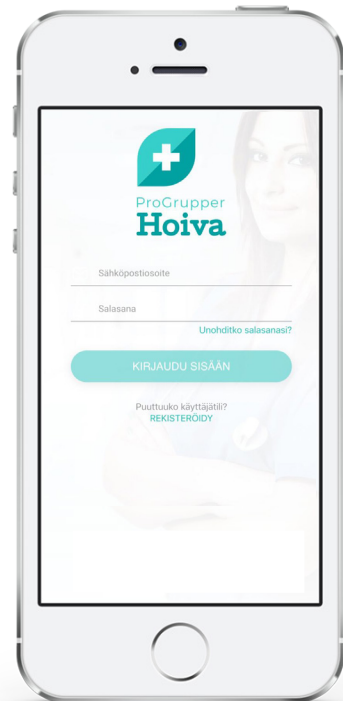 ProGrupper
Hoiva
Sähköpostiosoite
Salasana
Unohditko salasanasi?
KIRJAUDU SISÄÄN
Puuttuuko käyttäjätili?
REKISTERÖIDY